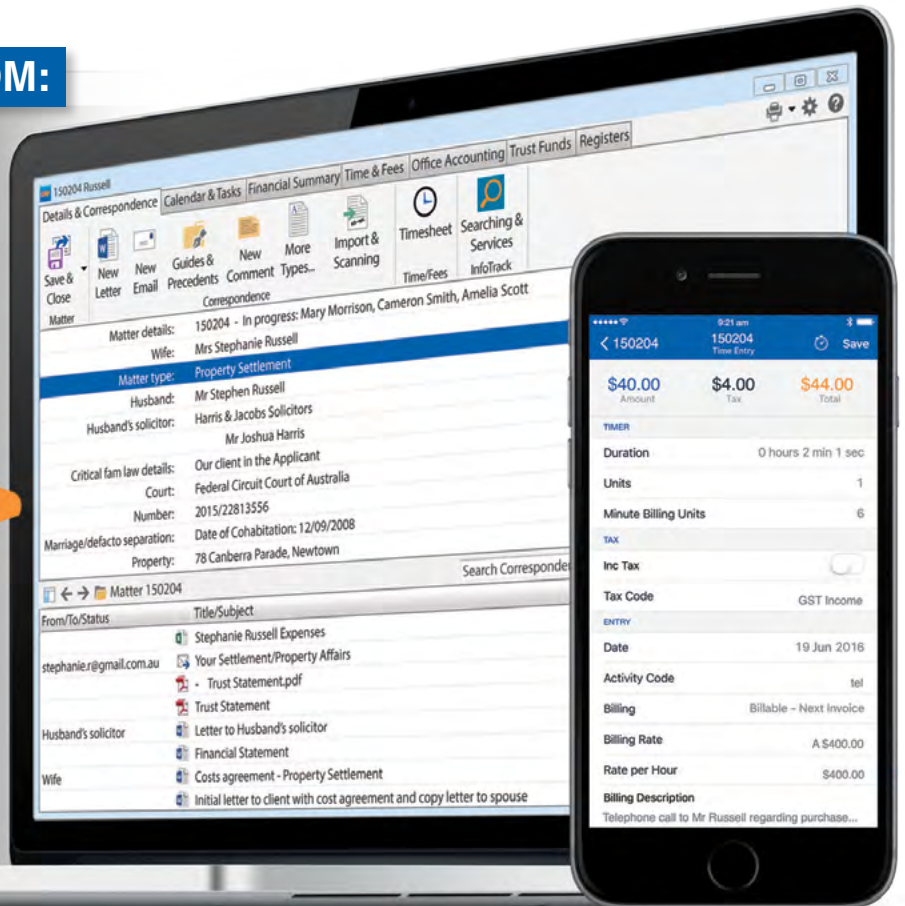 OM:
150204 Russell
Details & Correspondence Calendar & Tasks Financial Summary Time & Fees Office Accounting Trust Funds Registers
Save & Close
New Letter
New Email
Guides & Precedents
New Comment
More Types...
Import & Scanning
Timesheet
Searching & Services
Matter
Correspondence
Time/Fees
InfoTrack
Matter details: 150204 - In progress: Mary Morrison, Cameron Smith, Amelia Scott
Wife: Mrs Stephanie Russell
Matter type: Property Settlement
Husband: Mr Stephen Russell
Husband's solicitor: Harris & Jacobs Solicitors
Mr Joshua Harris
Critical fam law details: Our client in the Applicant
Court: Federal Circuit Court of Australia
Number: 2015/22813556
Marriage/defacto separation: Date of Cohabitation: 12/09/2008
Property: 78 Canberra Parade, Newtown
Matter 150204 Search Corresponde
From/To/Status Title/Subject
Stephanie Russell Expenses
stephanie.r@gmail.com.au Your Settlement/Property Affairs
- Trust Statement.pdf
Trust Statement
Husband's solicitor Letter to Husband's solicitor
Financial Statement
Wife Costs agreement - Property Settlement
Initial letter to client with cost agreement and copy letter to spouse
9:21 am
< 150204 150204 Save
Time Entry
$40.00 $4.00 $44.00
Amount Tax Total
TIMER
Duration 0 hours 2 min 1 sec
Units 1
Minute Billing Units 6
TAX
Inc Tax
Tax Code GST Income
ENTRY
Date 19 Jun 2016
Activity Code tel
Billing Billable - Next Invoice
Billing Rate A $400.00
Rate per Hour $400.00
Billing Description
Telephone call to Mr Russell regarding purchase...